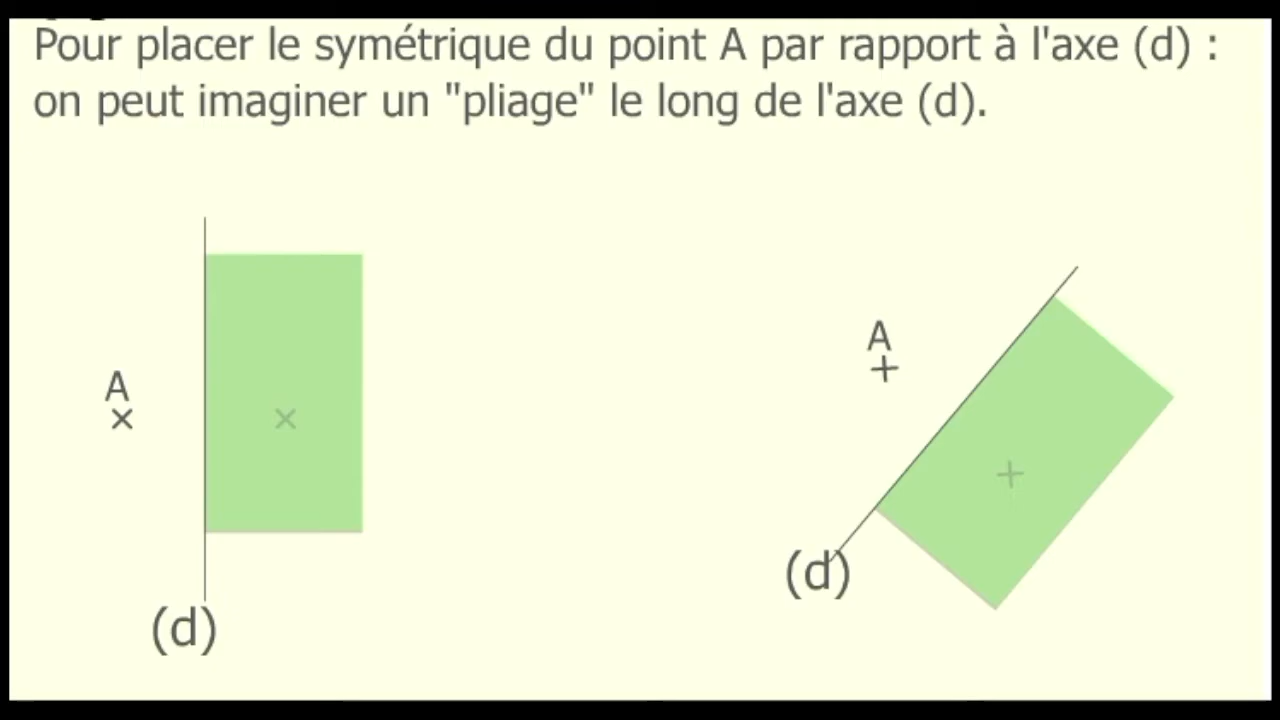 Pour placer le symétrique du point A par rapport à l'axe (d) :
on peut imaginer un "pliage" le long de l'axe (d).
A
A
(d)
(d)